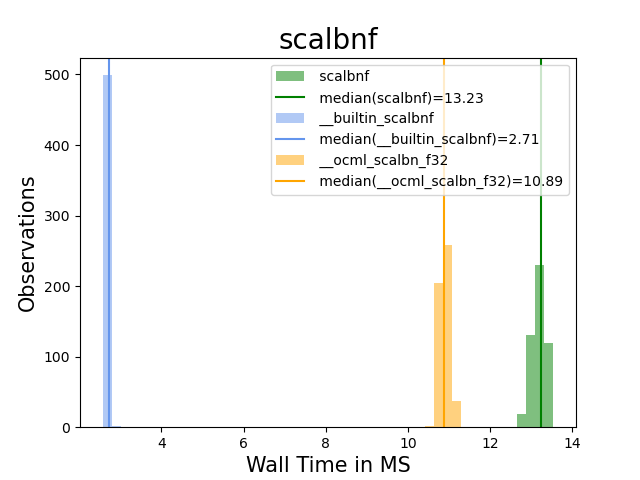 scalbnf
500
400
300
200
100
0
Observations
scalbnf
median(scalbnf)=13.23
__builtin_scalbnf
median(__builtin_scalbnf)=2.71
__ocml_scalbn_f32
median(__ocml_scalbn_f32)=10.89
4 6 8 10 12 14
Wall Time in MS